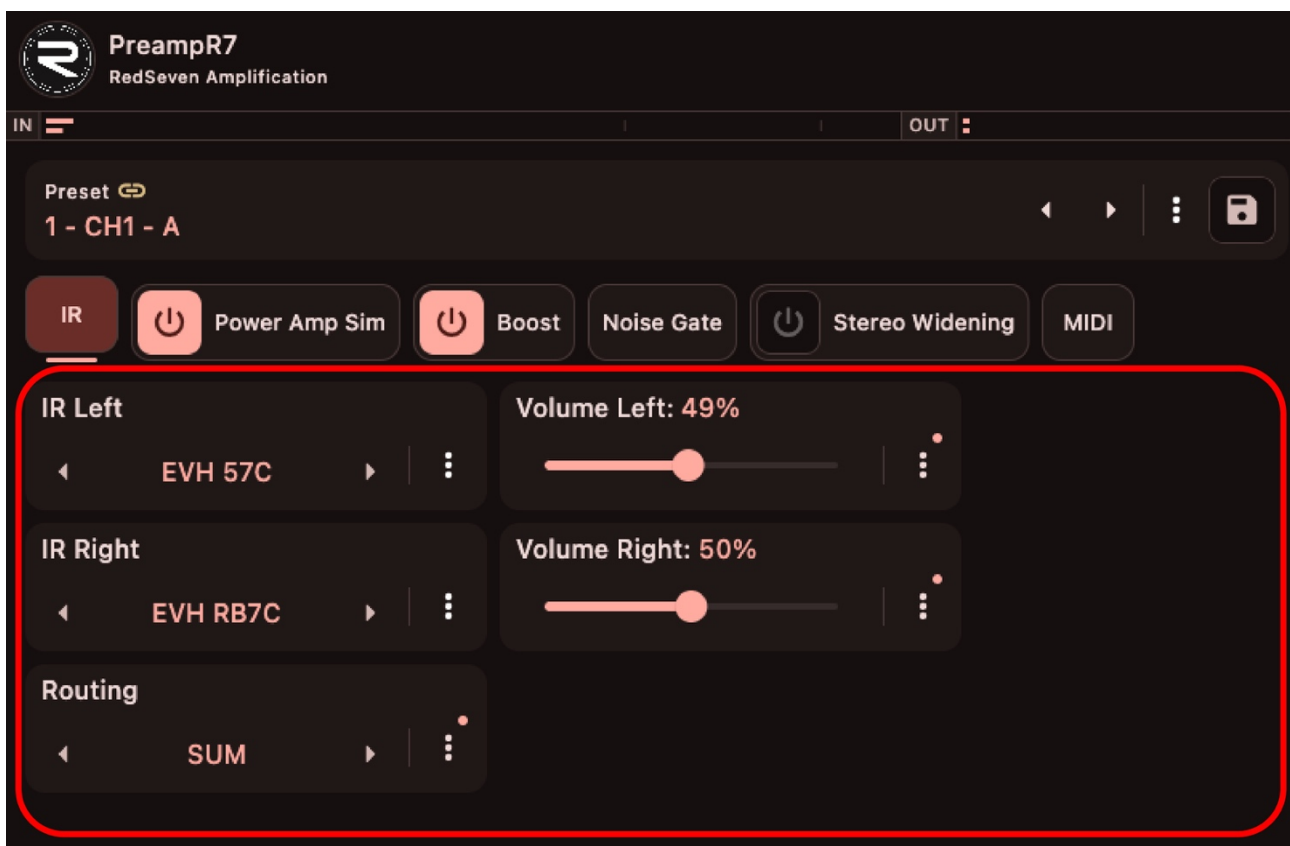 PreampR7
RedSeven Amplification
IN
OUT
Preset
1 - CH1 - A
IR
Power Amp Sim
Boost
Noise Gate
Stereo Widening
MIDI
IR Left
Volume Left: 49%
EVH 57C
IR Right
Volume Right: 50%
EVH RB7C
Routing
SUM